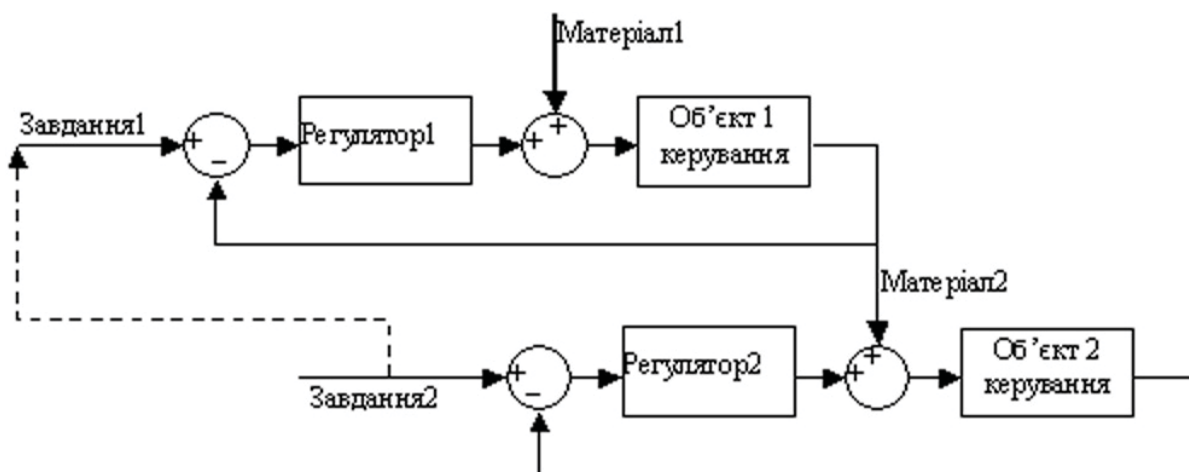 Матеріал1
Завдання1
Регулятор1
Об’єкт 1
керування
Матеріал2
Завдання2
Регулятор2
Об’єкт 2
керування